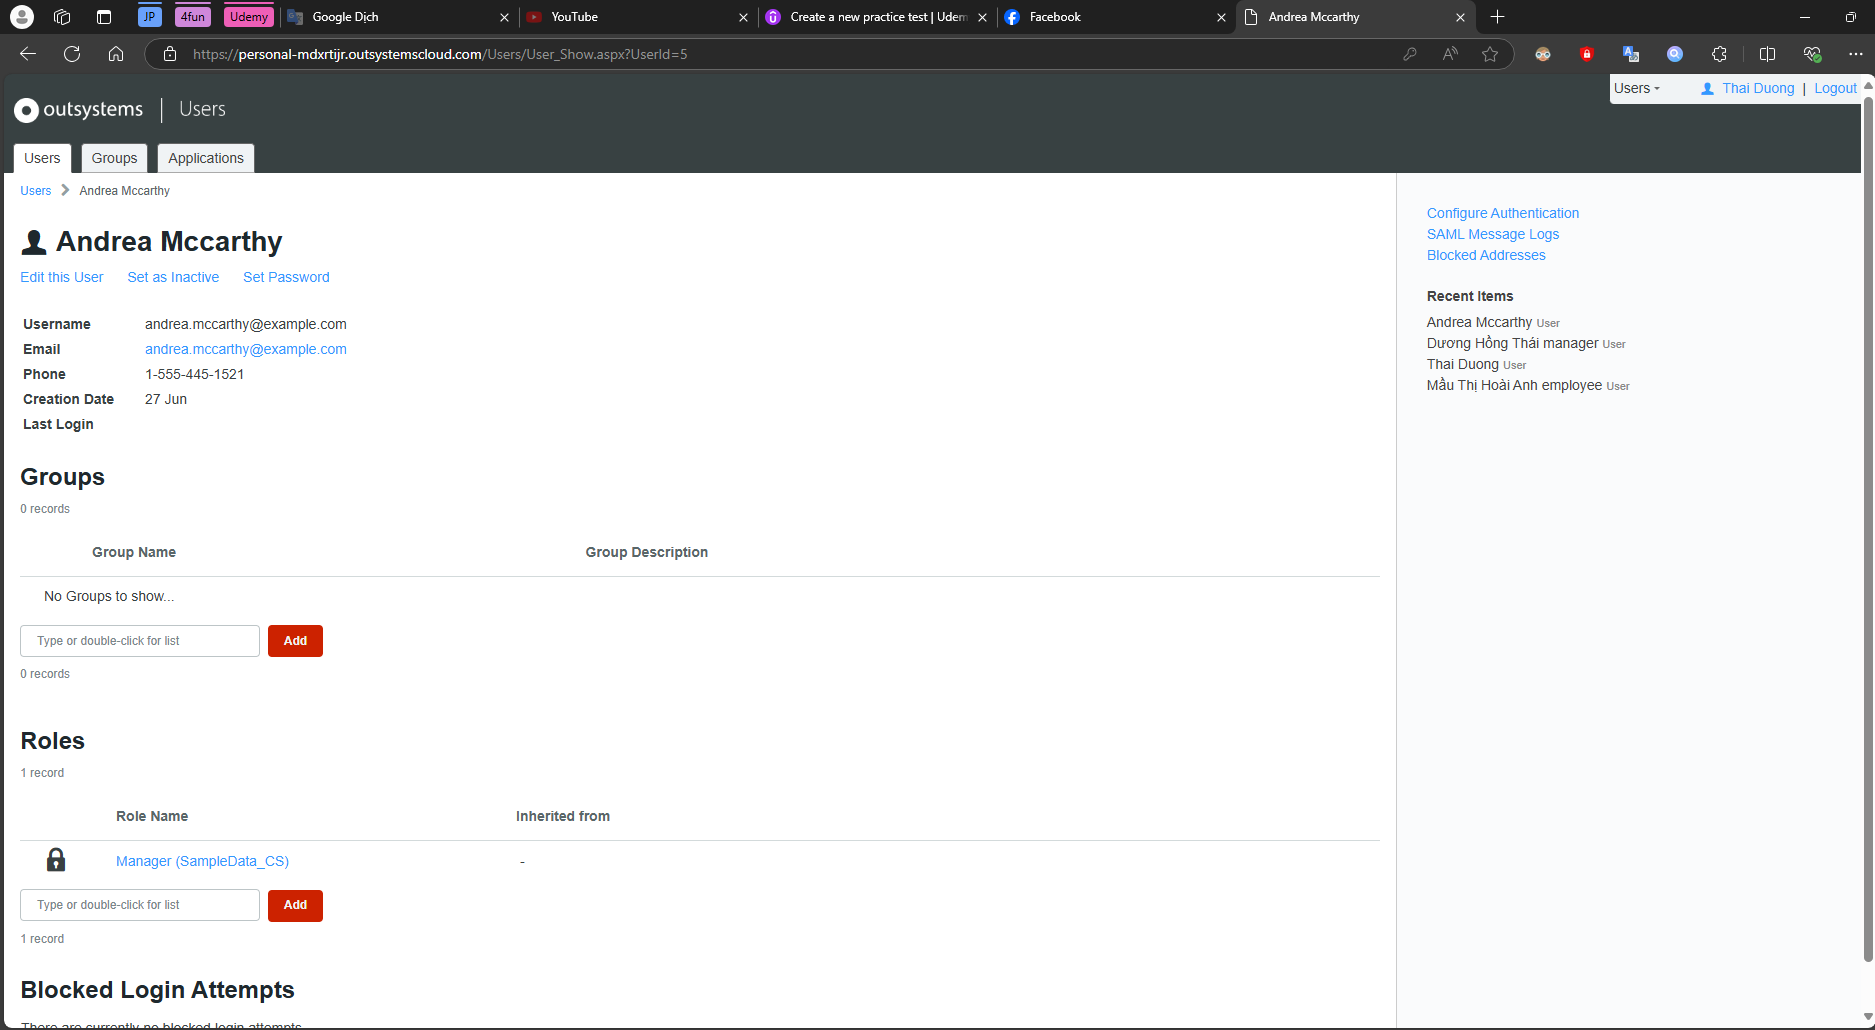 JP
4fun
Udemy
Google Dịch
YouTube
Create a new practice test | Udem
Facebook
Andrea Mccarthy
https://personal-mdxrtijr.outsystemscloud.com/Users/User_Show.aspx?UserId=5
Users
Thai Duong | Logout
outsystems | Users
Users
Groups
Applications
Users > Andrea Mccarthy
Andrea Mccarthy
Edit this User
Set as Inactive
Set Password
Username andrea.mccarthy@example.com
Email andrea.mccarthy@example.com
Phone 1-555-445-1521
Creation Date 27 Jun
Last Login
Groups
0 records
Group Name Group Description
No Groups to show...
Type or double-click for list Add
0 records
Roles
1 record
Role Name Inherited from
Manager (SampleData_CS) -
Type or double-click for list Add
1 record
Blocked Login Attempts
There are currently no blocked login attempts
Configure Authentication
SAML Message Logs
Blocked Addresses
Recent Items
Andrea Mccarthy User
Dương Hồng Thái manager User
Thai Duong User
Mầu Thị Hoài Anh employee User